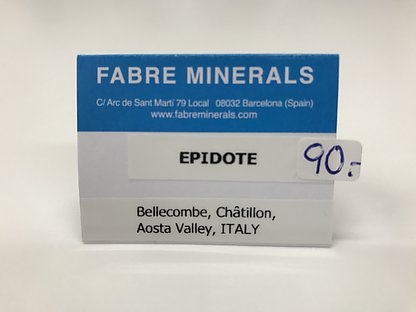 FABRE MINERALS
C/ Arc de Sant Martí 79 Local 08032 Barcelona (Spain)
www.fabreminerals.com
EPIDOTE
90.-
Bellecombe, Châtillon,
Aosta Valley, ITALY